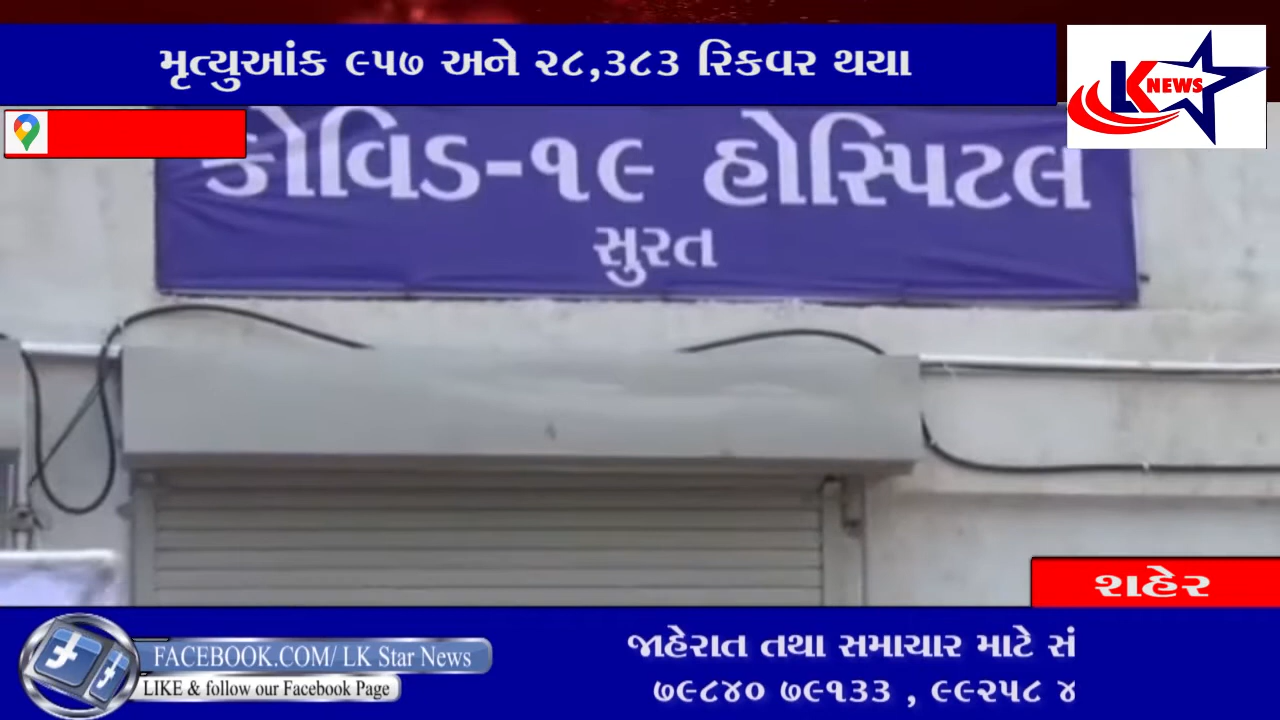 મૃત્યુઆંક ૯૫૭ અને ૨૮,૩૮૩ રિકવર થયા
LK NEWS
કોવિડ-૧૯ હોસ્પિટલ
સુરત
શહેર
FACEBOOK.COM/ LK Star News
LIKE & follow our Facebook Page
જાહેરાત તથા સમાચાર માટે સં
૭૯૮૪૦ ૭૯૧૩૩ , ૯૯૨૫૮ ૪